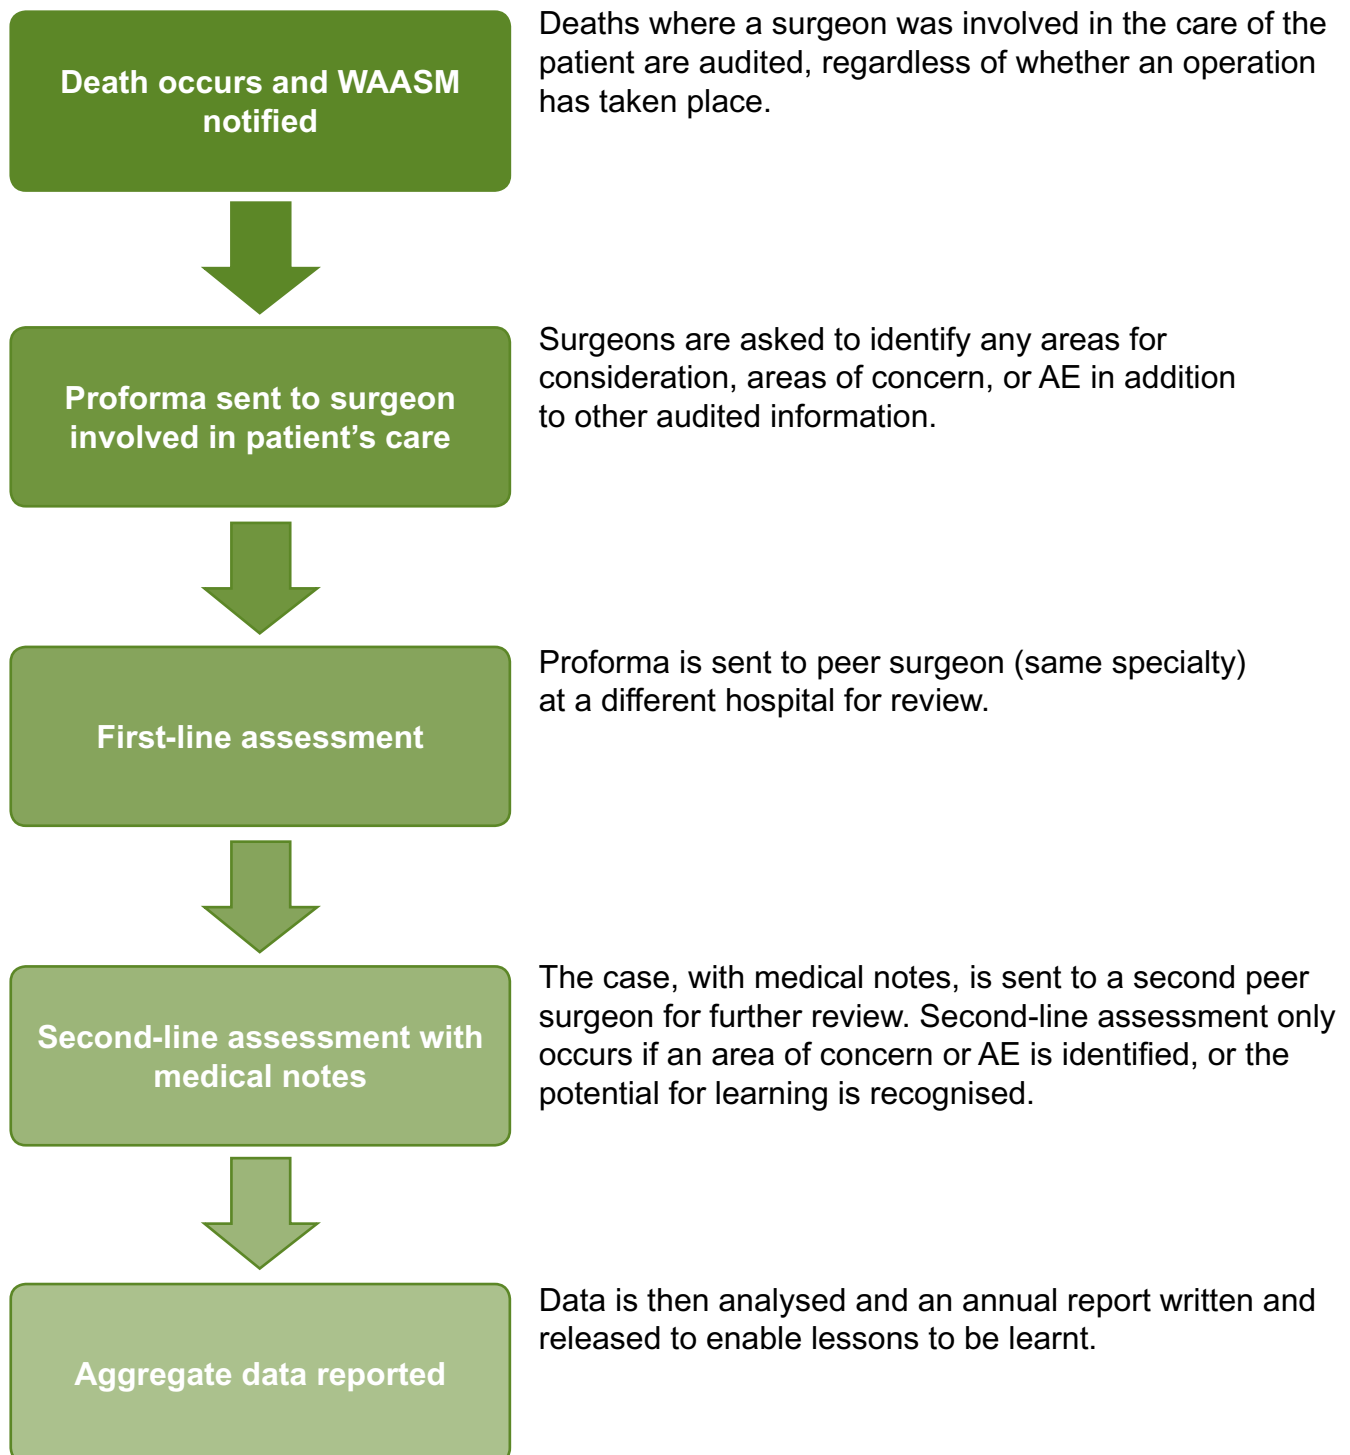 Death occurs and WAASM
notified
Deaths where a surgeon was involved in the care of the
patient are audited, regardless of whether an operation
has taken place.
Proforma sent to surgeon
involved in patient’s care
Surgeons are asked to identify any areas for
consideration, areas of concern, or AE in addition
to other audited information.
First-line assessment
Proforma is sent to peer surgeon (same specialty)
at a different hospital for review.
Second-line assessment with
medical notes
The case, with medical notes, is sent to a second peer
surgeon for further review. Second-line assessment only
occurs if an area of concern or AE is identified, or the
potential for learning is recognised.
Aggregate data reported
Data is then analysed and an annual report written and
released to enable lessons to be learnt.